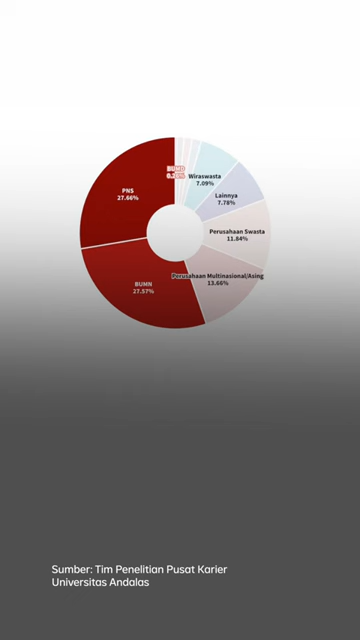 Wiraswasta
7.09%
Lainnya
7.78%
PNS
27.66%
Perusahaan Swasta
11.84%
Perusahaan Multinasional/Asing
13.66%
BUMN
27.57%
Sumber: Tim Penelitian Pusat Karier
Universitas Andalas